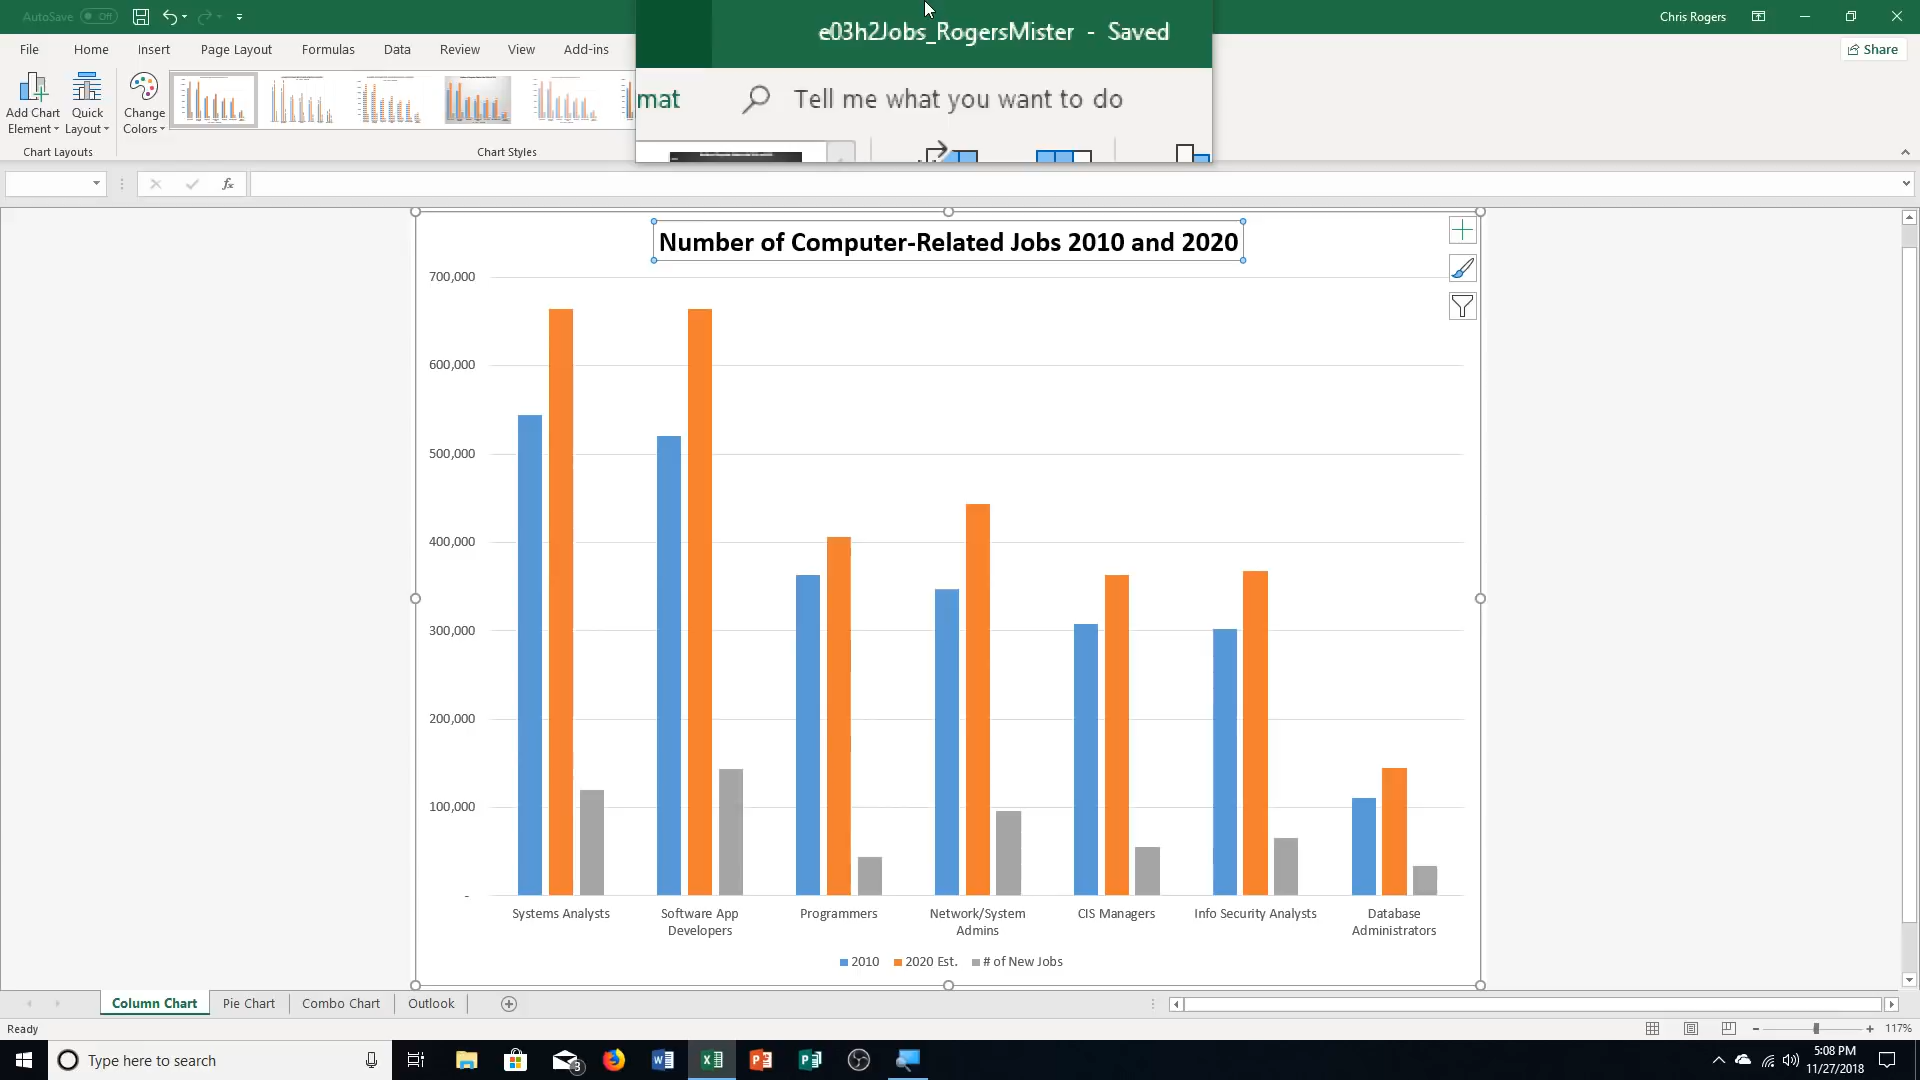 AutoSave Off
e03h2Jobs_RogersMister - Saved
Chris Rogers
File Home Insert Page Layout Formulas Data Review View Add-ins
mat Tell me what you want to do
Share
Add Chart Element
Quick Layout
Change Colors
Chart Layouts
Chart Styles
fx
Number of Computer-Related Jobs 2010 and 2020
700,000
600,000
500,000
400,000
300,000
200,000
100,000
-
Systems Analysts
Software App Developers
Programmers
Network/System Admins
CIS Managers
Info Security Analysts
Database Administrators
2010 2020 Est. # of New Jobs
Column Chart Pie Chart Combo Chart Outlook
Ready
117%
Type here to search
3
5:08 PM
11/27/2018